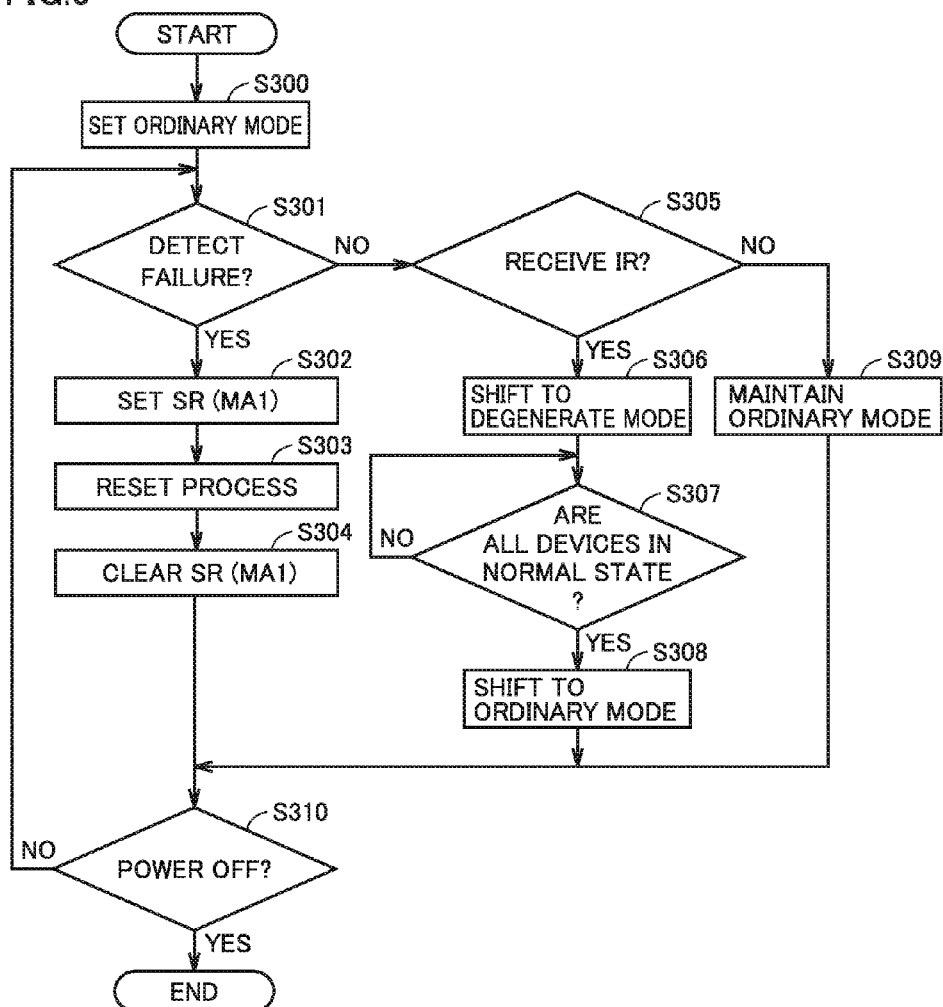 START
S300
SET ORDINARY MODE
S301
DETECT
FAILURE?
NO
YES
S305
RECEIVE IR?
NO
YES
S302
SET SR (MA1)
S303
RESET PROCESS
S304
CLEAR SR (MA1)
S306
SHIFT TO
DEGENERATE MODE
S309
MAINTAIN
ORDINARY MODE
S307
ARE
ALL DEVICES IN
NORMAL STATE
?
NO
YES
S308
SHIFT TO
ORDINARY MODE
S310
POWER OFF?
NO
YES
END